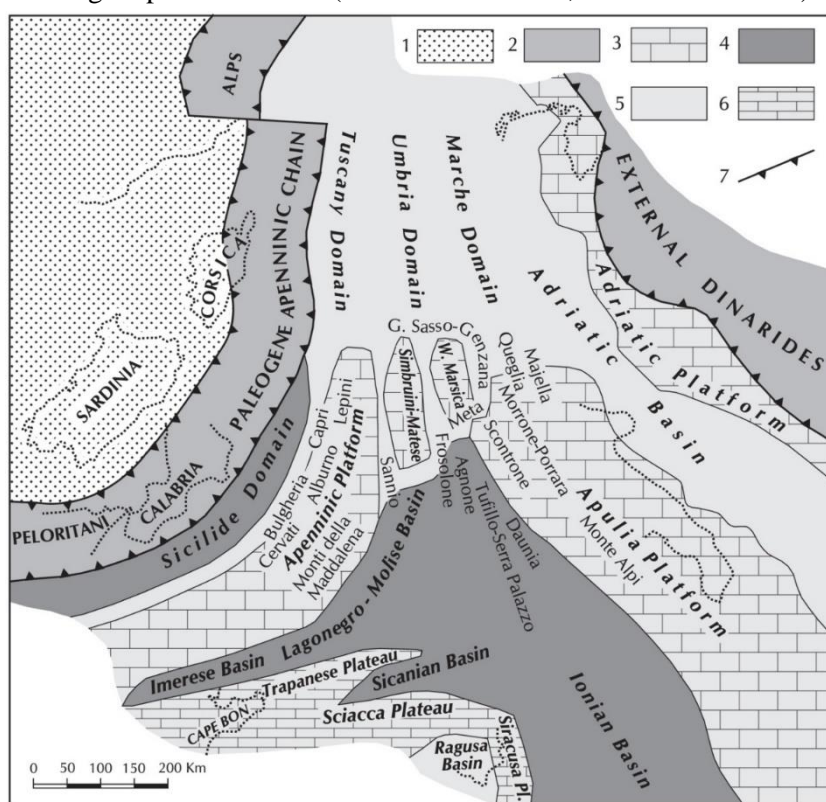 1
2
3
4
5
6
7
ALPS
Tuscany Domain
Umbria Domain
Marche Domain
EXTERNAL DINARIDES
PALEOGENE APENNINIC CHAIN
CORSICA
SARDINIA
Adriatic Platform
Adriatic Basin
G. Sasso-
Genzana
Queglia
Majella
Simbruini-Matese
W. Marsica
Meta
Morrone-Porrara
Scontrone
Lepini
Capri
Alburno
Bulgheria
Cervati
Apenninic Platform
Monti della
Maddalena
Sannio
Frosolone
Agnone
Tufillo-Serra Palazzo
Daunia
Apulia Platform
Monte Alpi
CALABRIA
PELORITANI
Sicilide Domain
Lagonegro - Molise Basin
Imerese Basin
Trapanese Plateau
Sicanian Basin
CAPE BON
Sciacca Plateau
Ionian Basin
Siracusa Pl.
Ragusa
Basin
0 50 100 150 200 Km